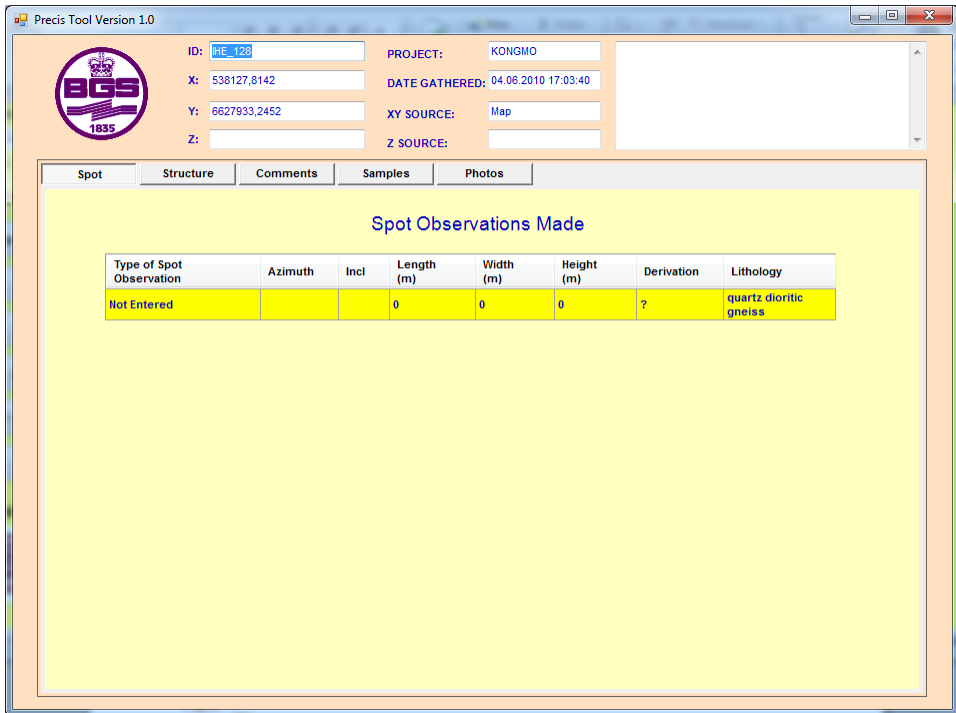 Precis Tool Version 1.0
ID: IHE_128 PROJECT: KONGMO
X: 538127,8142 DATE GATHERED: 04.06.2010 17:03:40
Y: 6627933,2452 XY SOURCE: Map
Z: Z SOURCE:
BGS
1835
Spot Structure Comments Samples Photos
Spot Observations Made
Type of Spot Observation Azimuth Incl Length (m) Width (m) Height (m) Derivation Lithology
Not Entered 0 0 0 ? quartz dioritic gneiss